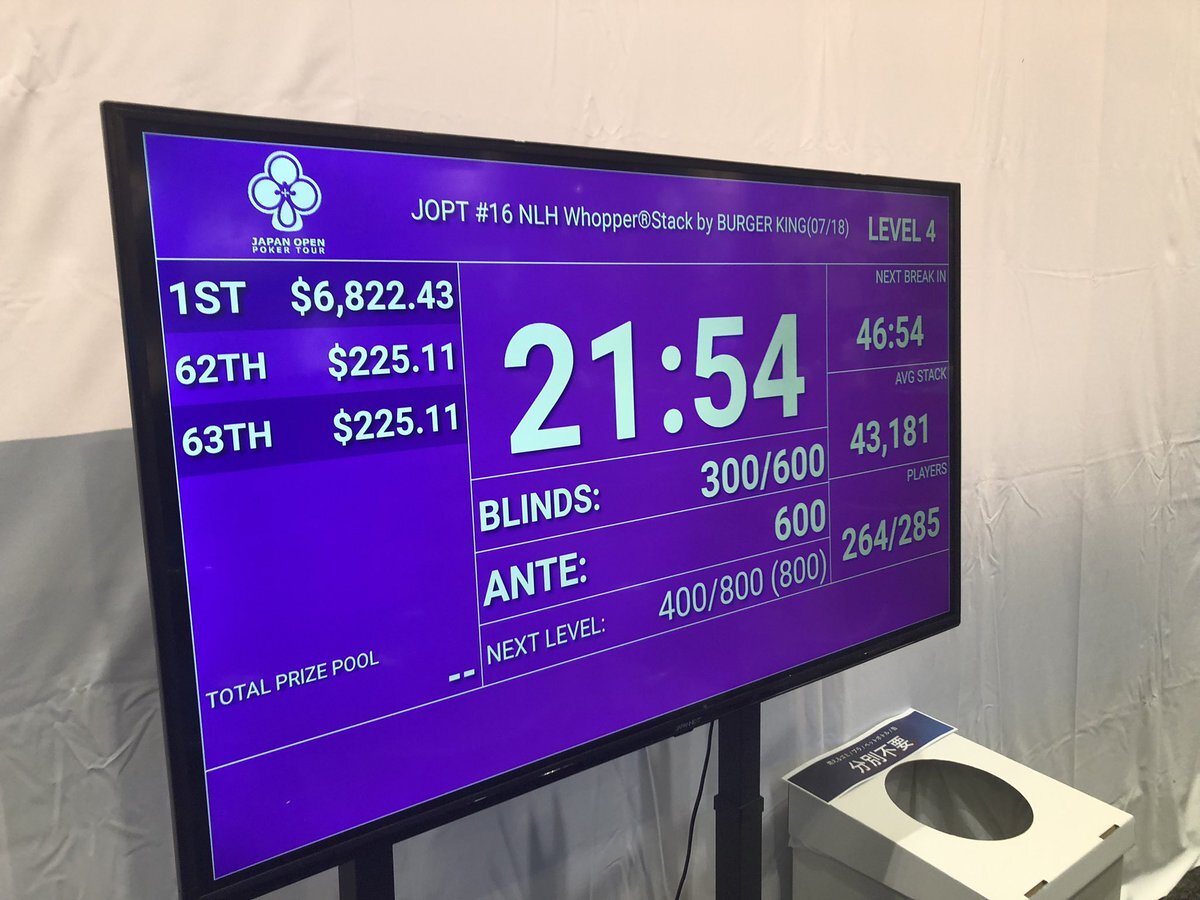 JAPAN OPEN
POKER TOUR
JOPT #16 NLH Whopper®Stack by BURGER KING(07/18)
LEVEL 4
1ST $6,822.43
62TH $225.11
63TH $225.11
TOTAL PRIZE POOL --
21:54
BLINDS: 300/600
ANTE: 600
NEXT LEVEL: 400/800 (800)
NEXT BREAK IN
46:54
AVG STACK
43,181
PLAYERS
264/285
分別不要